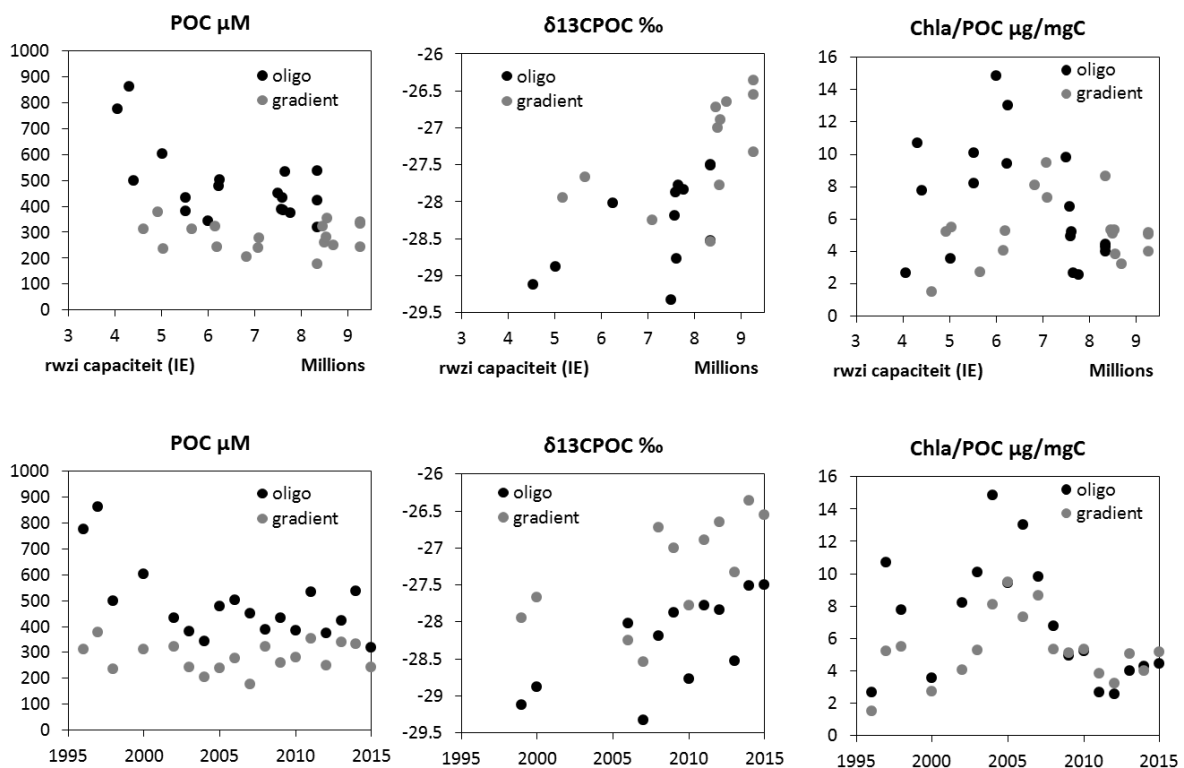 POC µM
1000
900
800
700
600
500
400
300
200
100
0
oligo
gradient
3 4 5 6 7 8 9
rwzi capaciteit (IE) Millions
δ13CPOC ‰
-26
-26.5
-27
-27.5
-28
-28.5
-29
-29.5
oligo
gradient
3 4 5 6 7 8 9
rwzi capaciteit (IE) Millions
Chla/POC µg/mgC
16
14
12
10
8
6
4
2
0
oligo
gradient
3 4 5 6 7 8 9
rwzi capaciteit (IE) Millions
POC µM
1000
900
800
700
600
500
400
300
200
100
0
oligo
gradient
1995 2000 2005 2010 2015
δ13CPOC ‰
-26
-26.5
-27
-27.5
-28
-28.5
-29
-29.5
oligo
gradient
1995 2000 2005 2010 2015
Chla/POC µg/mgC
16
14
12
10
8
6
4
2
0
oligo
gradient
1995 2000 2005 2010 2015